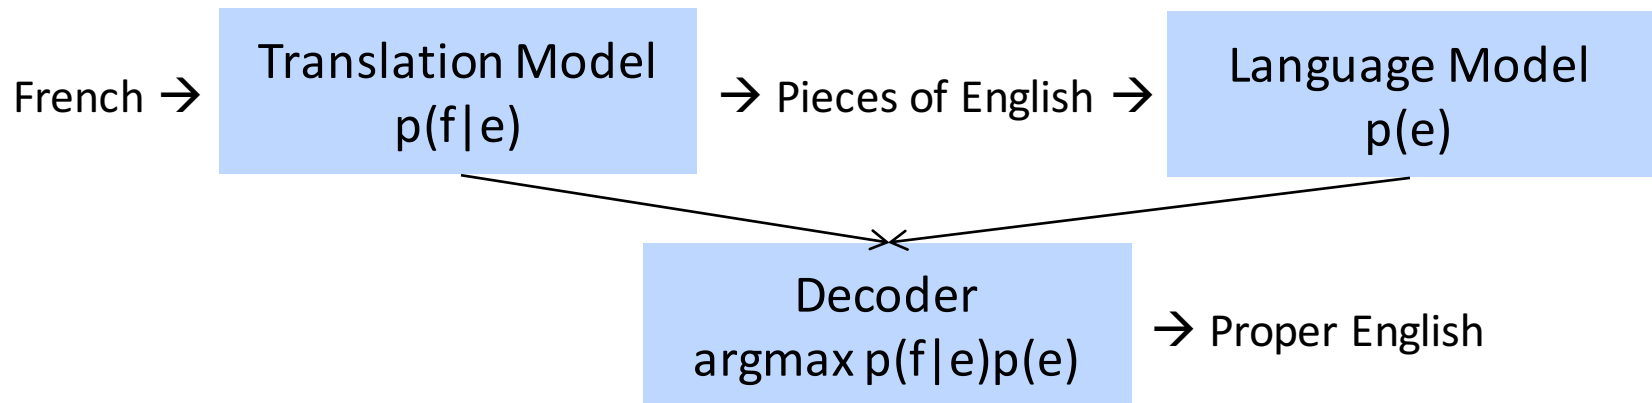 French → Translation Model
p(f|e)
→ Pieces of English →
Language Model
p(e)
Decoder
argmax p(f|e)p(e)
→ Proper English